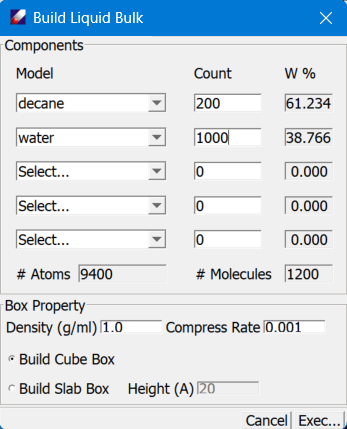 Build Liquid Bulk
Components
Model Count W %
decane 200 61.234
water 1000 38.766
Select... 0 0.000
Select... 0 0.000
Select... 0 0.000
# Atoms 9400 # Molecules 1200
Box Property
Density (g/ml) 1.0 Compress Rate 0.001
Build Cube Box
Build Slab Box Height (A) 20
Cancel Exec...